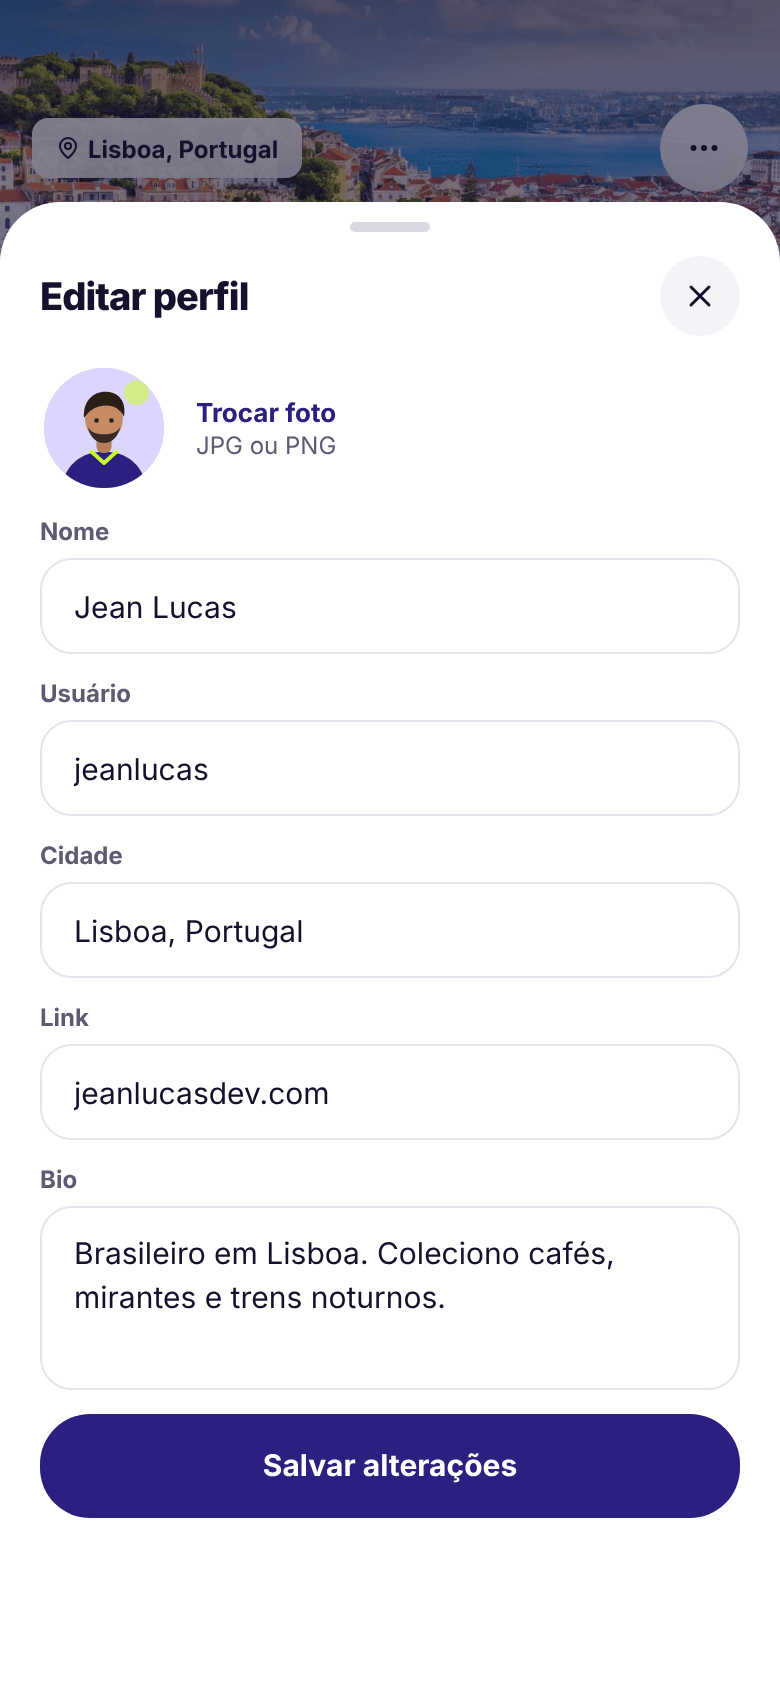 Lisboa, Portugal
Editar perfil
Trocar foto
JPG ou PNG
Nome
Jean Lucas
Usuário
jeanlucas
Cidade
Lisboa, Portugal
Link
jeanlucasdev.com
Bio
Brasileiro em Lisboa. Coleciono cafés,
mirantes e trens noturnos.
Salvar alterações